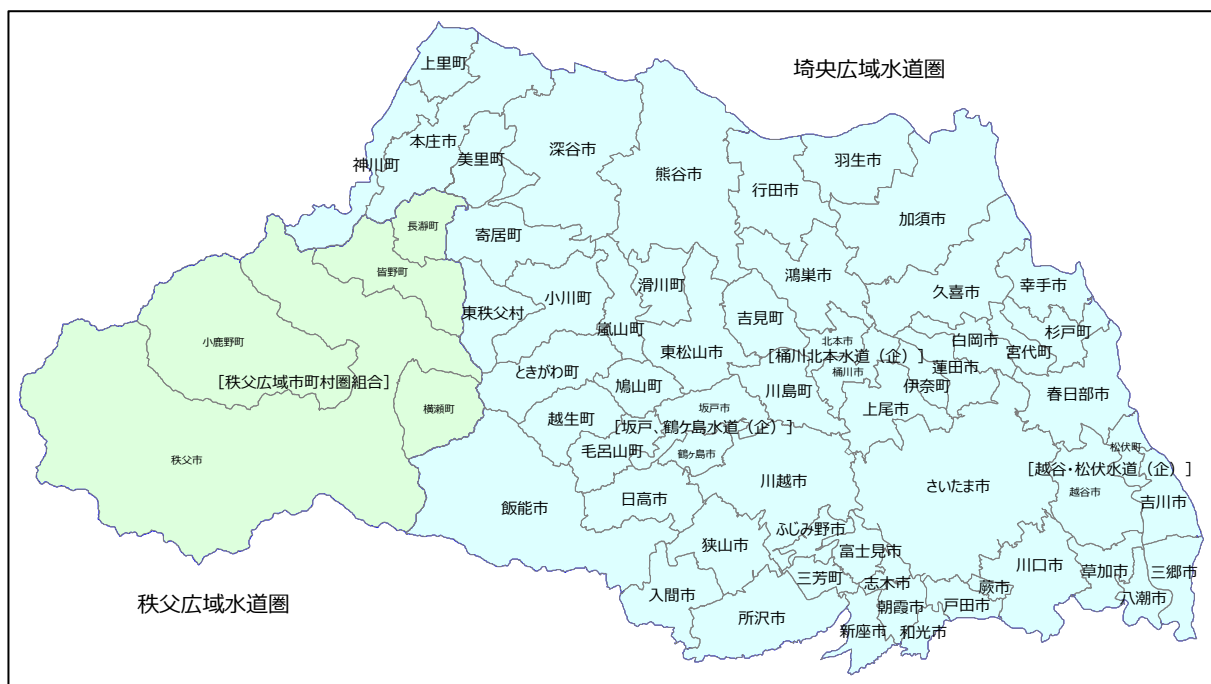 埼央広域水道圏
上里町
本庄市
美里町
神川町
深谷市
熊谷市
行田市
羽生市
加須市
長瀞町
寄居町
皆野町
鴻巣市
久喜市
幸手市
小川町
滑川町
東秩父村
嵐山町
吉見町
杉戸町
白岡市
宮代町
小鹿野町
北本市
東松山市
[桶川北本水道(企)]
桶川市
蓮田市
伊奈町
ときがわ町
[秩父広域市町村圏組合]
鳩山町
川島町
春日部市
横瀬町
坂戸市
上尾市
越生町
[坂戸、鶴ケ島水道(企)]
毛呂山町
鶴ヶ島市
松伏町
[越谷・松伏水道(企)]
秩父市
川越市
さいたま市
越谷市
吉川市
飯能市
日高市
ふじみ野市
狭山市
富士見市
川口市
草加市
三郷市
三芳町
志木市
蕨市
入間市
八潮市
秩父広域水道圏
所沢市
朝霞市
戸田市
新座市
和光市